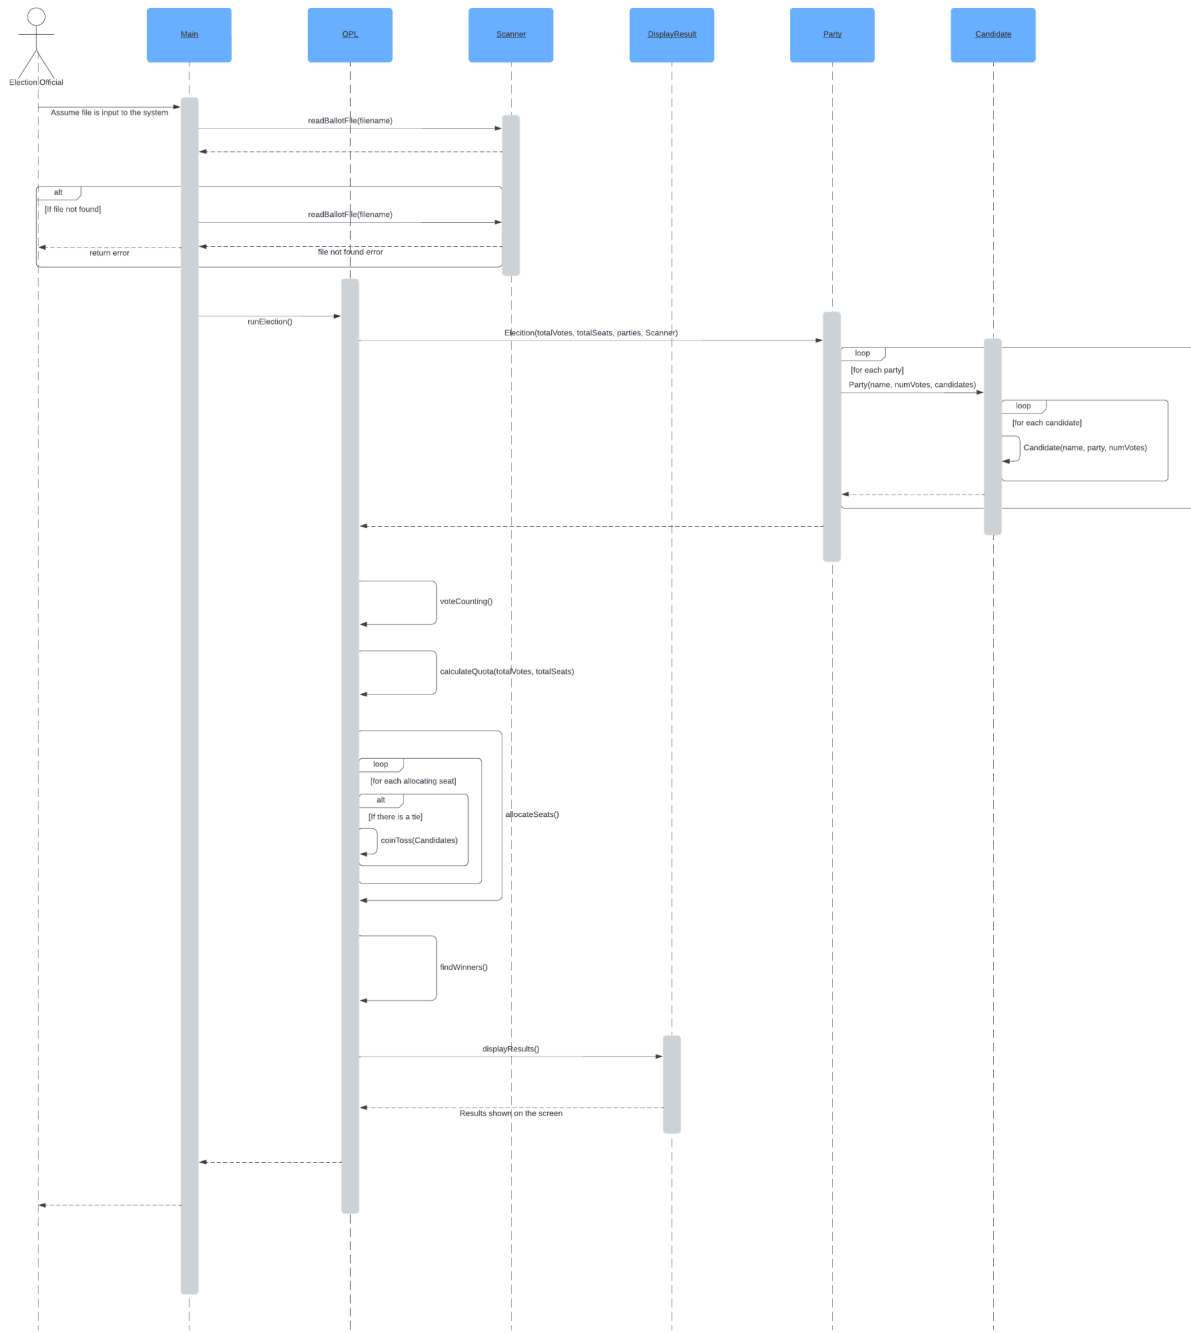 Main
OPL
Scanner
DisplayResult
Party
Candidate
Election Official
Assume file is input to the system
readBallotFile(filename)
alt
[If file not found]
readBallotFile(filename)
return error
file not found error
runElection()
Elecition(totalVotes, totalSeats, parties, Scanner)
loop
[for each party]
Party(name, numVotes, candidates)
loop
[for each candidate]
Candidate(name, party, numVotes)
voteCounting()
calculateQuota(totalVotes, totalSeats)
loop
[for each allocating seat]
alt
[If there is a tie]
allocateSeats()
coinToss(Candidates)
findWinners()
displayResults()
Results shown on the screen